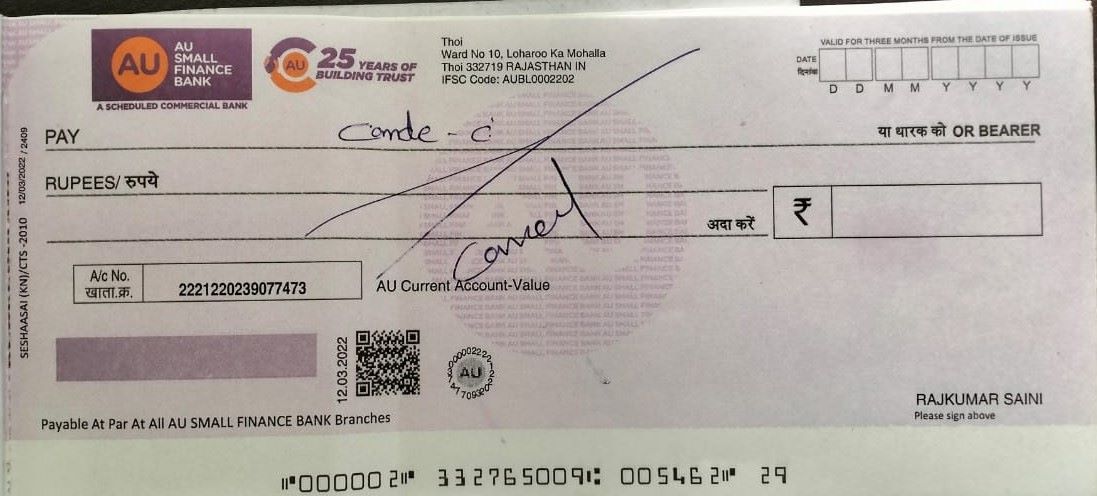 AU
AU
SMALL
FINANCE
BANK
A SCHEDULED COMMERCIAL BANK
AU
25 YEARS OF
BUILDING TRUST
Thoi
Ward No 10, Loharoo Ka Mohalla
Thoi 332719 RAJASTHAN IN
IFSC Code: AUBL0002202
VALID FOR THREE MONTHS FROM THE DATE OF ISSUE
DATE
दिनांक
D D M M Y Y Y Y
PAY
या धारक को OR BEARER
RUPEES/ रुपये
अदा करें
₹
A/c No.
खाता.क्र.
2221220239077473
AU Current Account-Value
SESHAASAI (KN)/CTS -2010 12/03/2022 / 2409
12.03.2022
AU
RAJKUMAR SAINI
Please sign above
Payable At Par At All AU SMALL FINANCE BANK Branches
⑈000002⑈ 332765009⑆ 005462⑈ 29